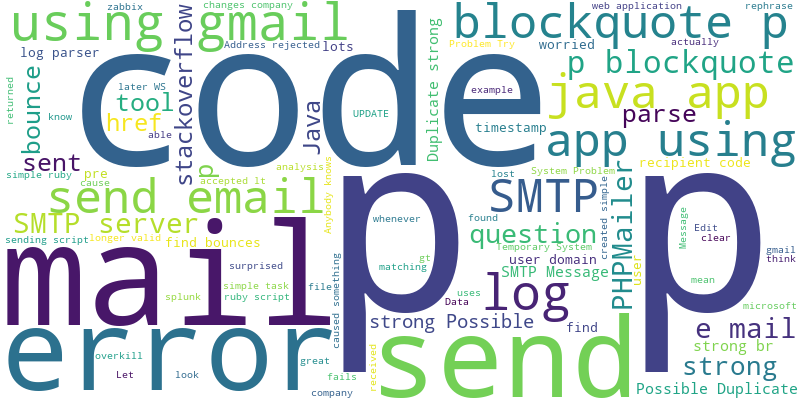 zabbix
changes company
web application
rephrase
using gmail
stackoverflow
blockquote p
Address rejected
lots
Duplicate strong
Problem Try
worried
actually
log parser
code
p blockquote
returned
bounce
later WS
tool
Java
UPDATE
example
java app
know
href
able
timestamp
parse
app using
sent
pre
cause
p
analysis
Anybody knows
recipient code
simple ruby
accepted lt
lost
System Problem
send email
SMTP
PHPMailer
created simple
SMTP server
whenever
found
question
Message
Edit
clear
gmail
think
sending script
longer valid
find bounces
Temporary System
mail
p
p
surprised
caused something
gt
matching
user domain
SMTP Message
user
mean
simple task
file
uses
log
Data
splunk
ruby script
microsoft
strong Possible
find
e mail
error
send
overkill
great
strong br
Let
look
fails
received
strong
company
Possible Duplicate